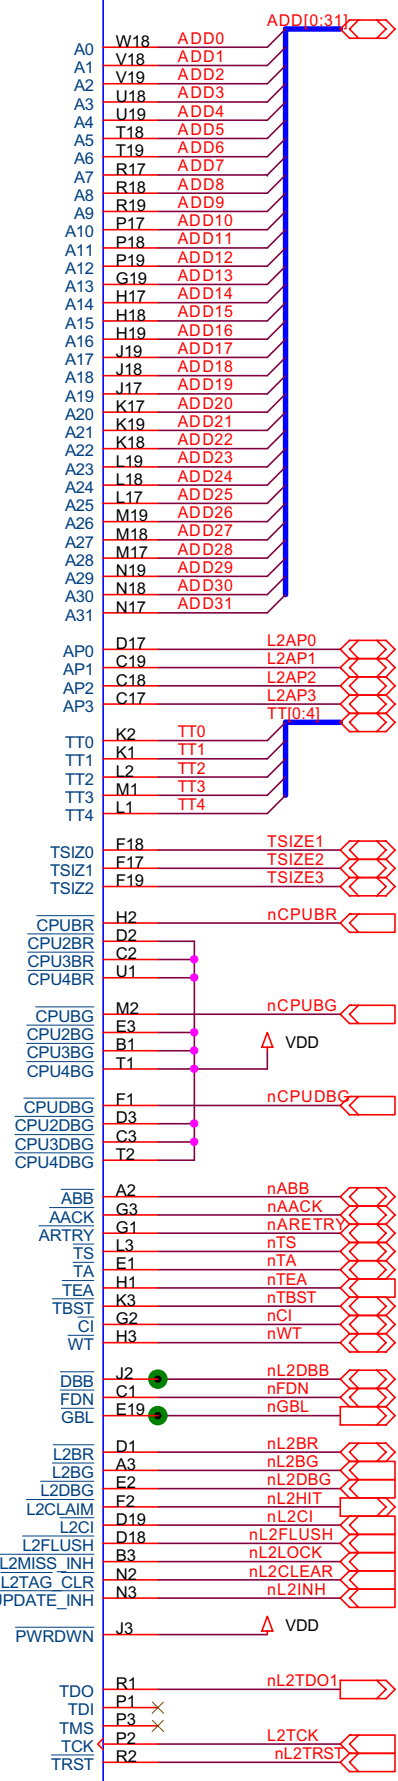 ADD[0:31]
A0 W18 ADD0
A1 V18 ADD1
A2 V19 ADD2
A3 U18 ADD3
A4 U19 ADD4
A5 T18 ADD5
A6 T19 ADD6
A7 R17 ADD7
A8 R18 ADD8
A9 R19 ADD9
A10 P17 ADD10
A11 P18 ADD11
A12 P19 ADD12
A13 G19 ADD13
A14 H17 ADD14
A15 H18 ADD15
A16 H19 ADD16
A17 J19 ADD17
A18 J18 ADD18
A19 J17 ADD19
A20 K17 ADD20
A21 K19 ADD21
A22 K18 ADD22
A23 L19 ADD23
A24 L18 ADD24
A25 L17 ADD25
A26 M19 ADD26
A27 M18 ADD27
A28 M17 ADD28
A29 N19 ADD29
A30 N18 ADD30
A31 N17 ADD31
AP0 D17 L2AP0
AP1 C19 L2AP1
AP2 C18 L2AP2
AP3 C17 L2AP3
TT[0:4]
TT0 K2 TT0
TT1 K1 TT1
TT2 L2 TT2
TT3 M1 TT3
TT4 L1 TT4
TSIZ0 F18 TSIZE1
TSIZ1 F17 TSIZE2
TSIZ2 F19 TSIZE3
CPUBR H2 nCPUBR
CPU2BR D2
CPU3BR C2
CPU4BR U1
CPUBG M2 nCPUBG
CPU2BG E3 VDD
CPU3BG B1
CPU4BG T1
CPUDBG F1 nCPUDBG
CPU2DBG D3
CPU3DBG C3
CPU4DBG T2
ABB A2 nABB
AACK G3 nAACK
ARTRY G1 nARETRY
TS L3 nTS
TA E1 nTA
TEA H1 nTEA
TBST K3 nTBST
CI G2 nCI
WT H3 nWT
DBB J2 nL2DBB
FDN C1 nFDN
GBL E19 nGBL
L2BR D1 nL2BR
L2BG A3 nL2BG
L2DBG E2 nL2DBG
L2CLAIM F2 nL2HIT
L2CI D19 nL2CI
L2FLUSH D18 nL2FLUSH
L2MISS_INH B3 nL2LOCK
L2TAG_CLR N2 nL2CLEAR
UPDATE_INH N3 nL2INH
PWRDWN J3 VDD
TDO R1 nL2TDO1
TDI P1
TMS P3
TCK P2 L2TCK
TRST R2 nL2TRST